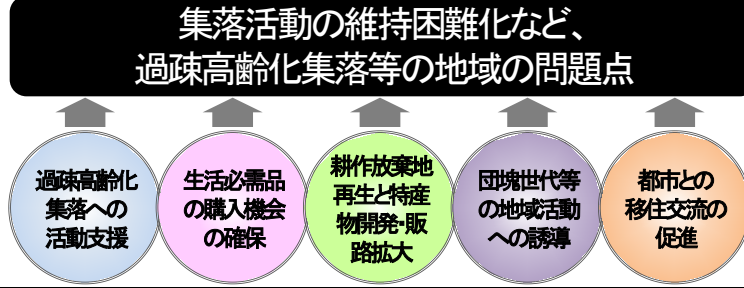 集落活動の維持困難化など、
過疎高齢化集落等の地域の問題点
過疎高齢化
集落への
活動支援
生活必需品
の購入機会
の確保
耕作放棄地
再生と特産
物開発・販
路拡大
団塊世代等
の地域活動
への誘導
都市との
移住交流の
促進